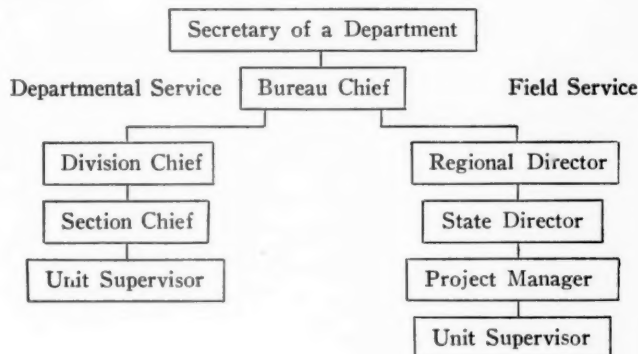 Secretary of a Department
Departmental Service Bureau Chief Field Service
Division Chief Regional Director
Section Chief State Director
Unit Supervisor Project Manager
Unit Supervisor